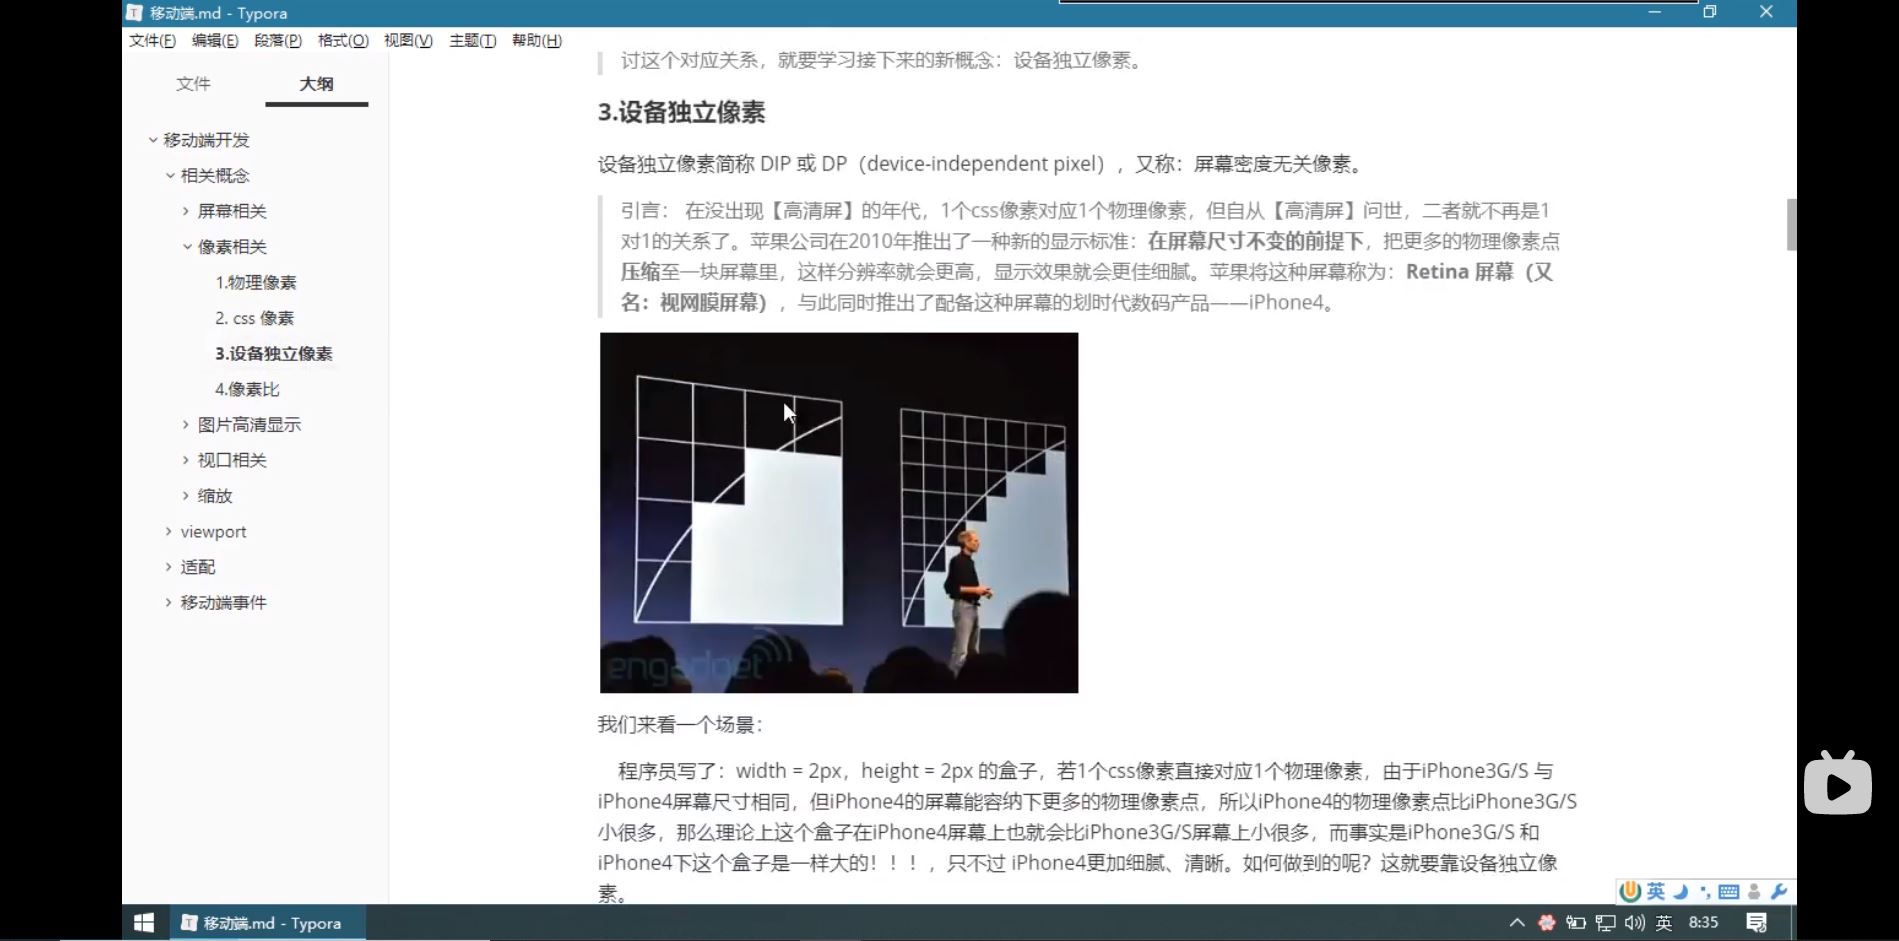 移动端.md - Typora
文件(F) 编辑(E) 段落(P) 格式(O) 视图(V) 主题(T) 帮助(H)
文件 大纲
移动端开发
相关概念
屏幕相关
像素相关
1.物理像素
2. css 像素
3.设备独立像素
4.像素比
图片高清显示
视口相关
缩放
viewport
适配
移动端事件
讨这个对应关系，就要学习接下来的新概念：设备独立像素。
3.设备独立像素
设备独立像素简称 DIP 或 DP（device-independent pixel），又称：屏幕密度无关像素。
引言： 在没出现【高清屏】的年代，1个css像素对应1个物理像素，但自从【高清屏】问世，二者就不再是1
对1的关系了。苹果公司在2010年推出了一种新的显示标准：在屏幕尺寸不变的前提下，把更多的物理像素点
压缩至一块屏幕里，这样分辨率就会更高，显示效果就会更佳细腻。苹果将这种屏幕称为：Retina 屏幕（又
名：视网膜屏幕），与此同时推出了配备这种屏幕的划时代数码产品——iPhone4。
engadget
我们来看一个场景：
程序员写了：width = 2px，height = 2px 的盒子，若1个css像素直接对应1个物理像素，由于iPhone3G/S 与
iPhone4屏幕尺寸相同，但iPhone4的屏幕能容纳下更多的物理像素点，所以iPhone4的物理像素点比iPhone3G/S
小很多，那么理论上这个盒子在iPhone4屏幕上也就会比iPhone3G/S屏幕上小很多，而事实是iPhone3G/S 和
iPhone4下这个盒子是一样大的！！！，只不过 iPhone4更加细腻、清晰。如何做到的呢？这就要靠设备独立像
素。
英
移动端.md - Typora
英 8:35